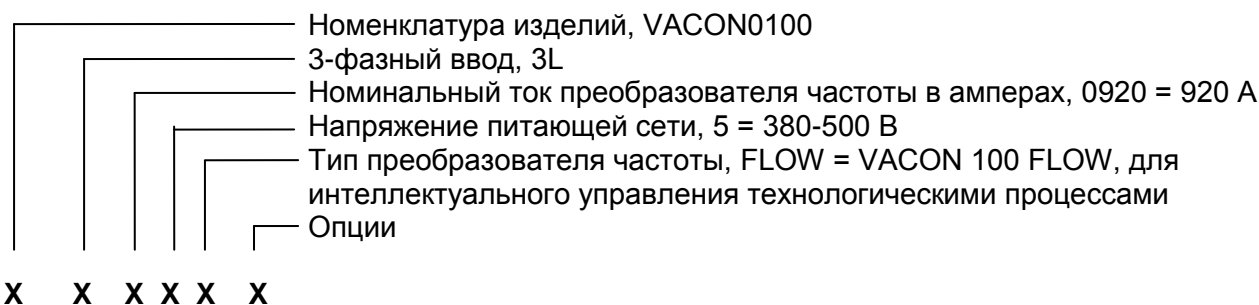 Номенклатура изделий, VACON0100
3-фазный ввод, 3L
Номинальный ток преобразователя частоты в амперах, 0920 = 920 А
Напряжение питающей сети, 5 = 380-500 В
Тип преобразователя частоты, FLOW = VACON 100 FLOW, для
интеллектуального управления технологическими процессами
Опции
X X X X X X